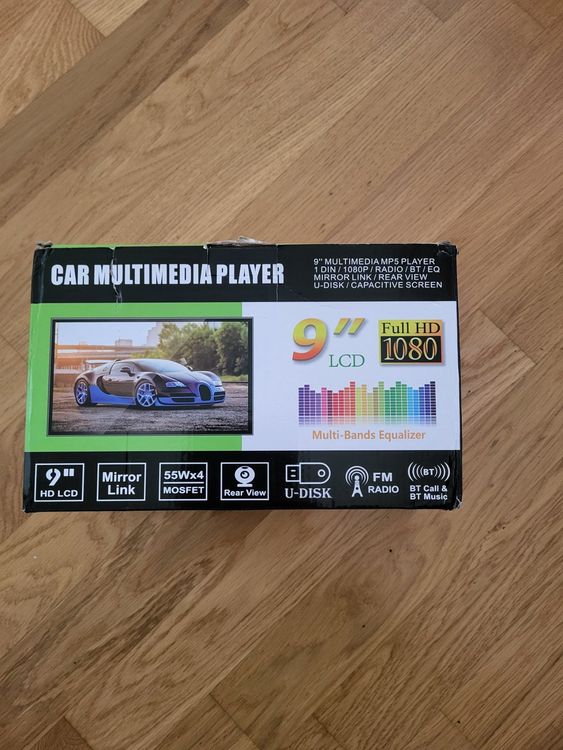 CAR MULTIMEDIA PLAYER
9" MULTIMEDIA MP5 PLAYER
1 DIN / 1080P / RADIO / BT / EQ
MIRROR LINK / REAR VIEW
U-DISK / CAPACITIVE SCREEN
9"
LCD
Full HD
1080
Multi-Bands Equalizer
9"
HD LCD
Mirror
Link
55Wx4
MOSFET
Rear View
U-DISK
FM
RADIO
(BT)
BT Call &
BT Music